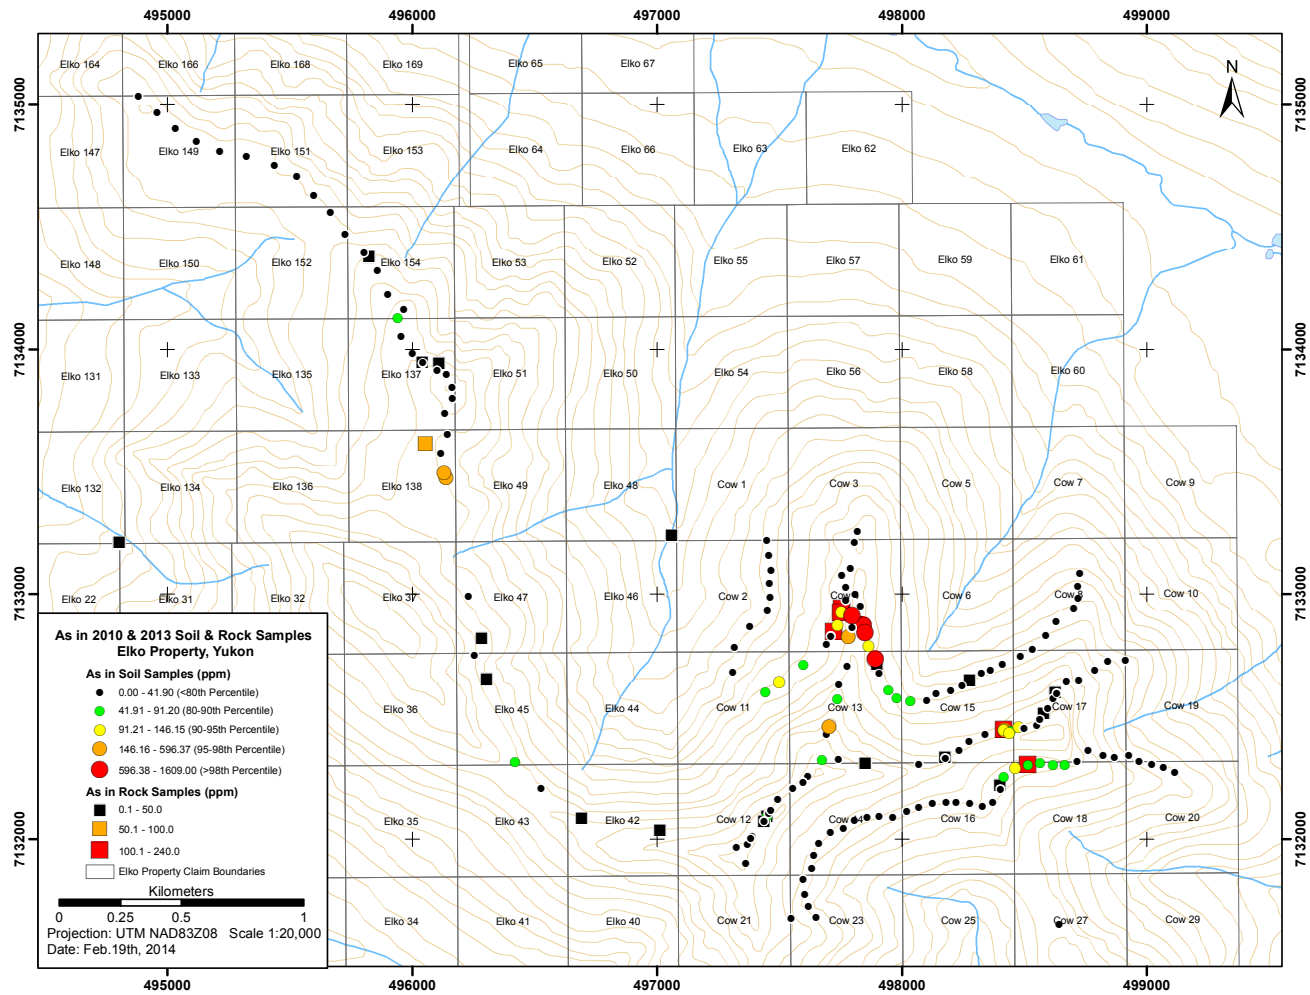 495000 496000 497000 498000 499000
N
7135000 7135000
Elko 164 Elko 166 Elko 168 Elko 169 Elko 65 Elko 67
Elko 147 Elko 149 Elko 151 Elko 153 Elko 64 Elko 66 Elko 63 Elko 62
Elko 148 Elko 150 Elko 152 Elko 154 Elko 53 Elko 52 Elko 55 Elko 57 Elko 59 Elko 61
7134000 7134000
Elko 131 Elko 133 Elko 135 Elko 137 Elko 51 Elko 50 Elko 54 Elko 56 Elko 58 Elko 60
Elko 132 Elko 134 Elko 136 Elko 138 Elko 49 Elko 48 Cow 1 Cow 3 Cow 5 Cow 7 Cow 9
7133000 7133000
Elko 22 Elko 31 Elko 32 Elko 37 Elko 47 Elko 46 Cow 2 Cow Cow 6 Cow 8 Cow 10
Elko 36 Elko 45 Elko 44 Cow 11 Cow 13 Cow 15 Cow 17 Cow 19
7132000 7132000
Elko 35 Elko 43 Elko 42 Cow 12 Cow 14 Cow 16 Cow 18 Cow 20
Elko 34 Elko 41 Elko 40 Cow 21 Cow 23 Cow 25 Cow 27 Cow 29
As in 2010 & 2013 Soil & Rock Samples
Elko Property, Yukon
As in Soil Samples (ppm)
0.00 - 41.90 (<80th Percentile)
41.91 - 91.20 (80-90th Percentile)
91.21 - 146.15 (90-95th Percentile)
146.16 - 596.37 (95-98th Percentile)
596.38 - 1609.00 (>98th Percentile)
As in Rock Samples (ppm)
0.1 - 50.0
50.1 - 100.0
100.1 - 240.0
Elko Property Claim Boundaries
Kilometers
0 0.25 0.5 1
Projection: UTM NAD83Z08 Scale 1:20,000
Date: Feb.19th, 2014
495000 496000 497000 498000 499000